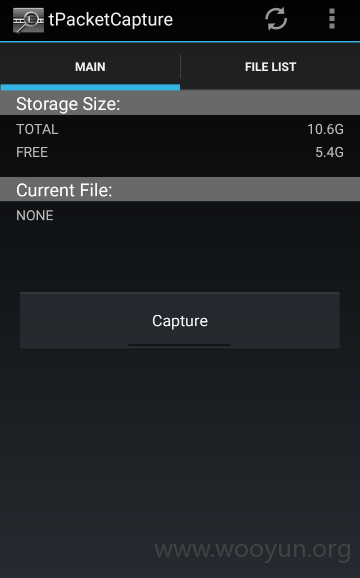 tPacketCapture
MAIN FILE LIST
Storage Size:
TOTAL 10.6G
FREE 5.4G
Current File:
NONE
Capture
www.wooyun.org